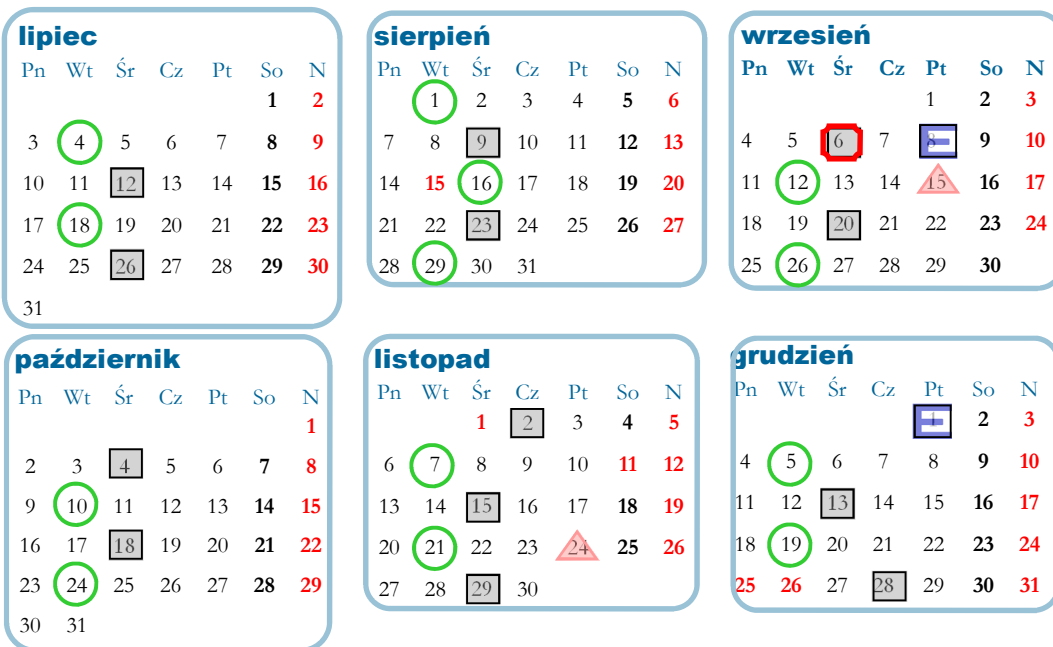 lipiec
Pn Wt Śr Cz Pt So N
1 2
3 4 5 6 7 8 9
10 11 12 13 14 15 16
17 18 19 20 21 22 23
24 25 26 27 28 29 30
31
sierpień
Pn Wt Śr Cz Pt So N
1 2 3 4 5 6
7 8 9 10 11 12 13
14 15 16 17 18 19 20
21 22 23 24 25 26 27
28 29 30 31
wrzesień
Pn Wt Śr Cz Pt So N
1 2 3
4 5 6 7 8 9 10
11 12 13 14 15 16 17
18 19 20 21 22 23 24
25 26 27 28 29 30
październik
Pn Wt Śr Cz Pt So N
1
2 3 4 5 6 7 8
9 10 11 12 13 14 15
16 17 18 19 20 21 22
23 24 25 26 27 28 29
30 31
listopad
Pn Wt Śr Cz Pt So N
1 2 3 4 5
6 7 8 9 10 11 12
13 14 15 16 17 18 19
20 21 22 23 24 25 26
27 28 29 30
grudzień
Pn Wt Śr Cz Pt So N
1 2 3
4 5 6 7 8 9 10
11 12 13 14 15 16 17
18 19 20 21 22 23 24
25 26 27 28 29 30 31